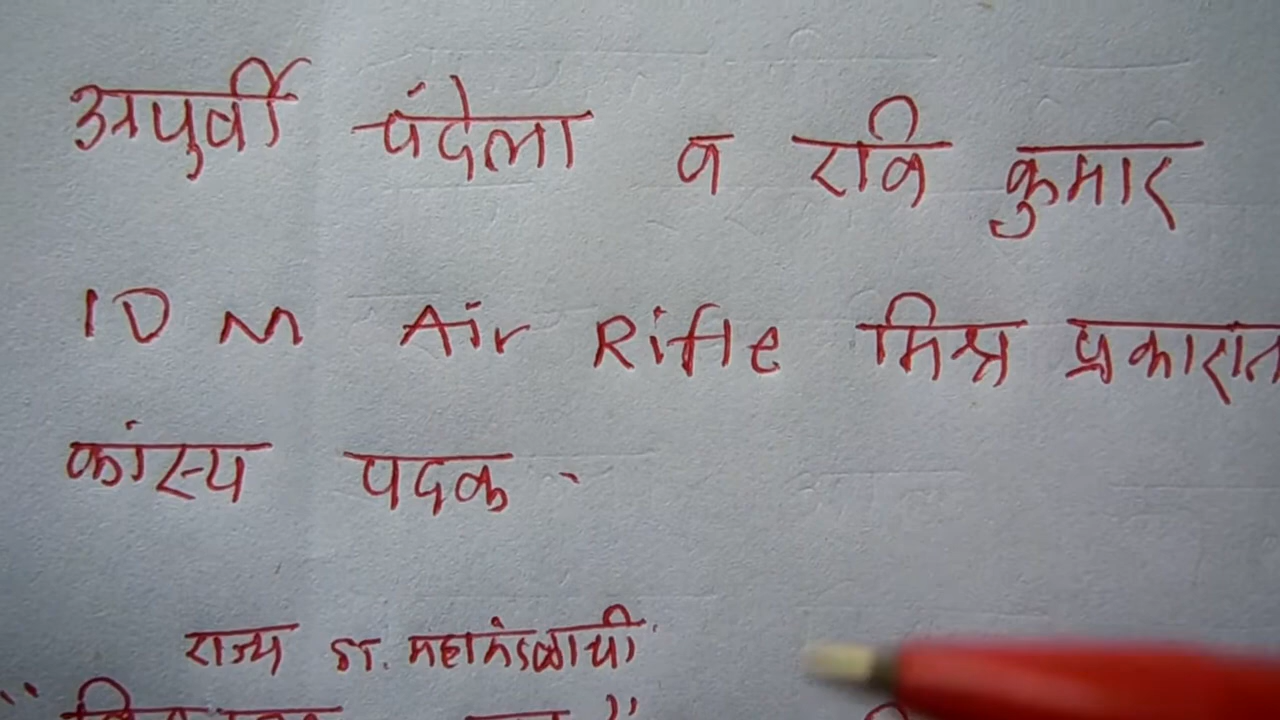 अपुर्वी चंदेला व रवि कुमार
10 M Air Rifle मिश्र प्रकारात
कांस्य पदक
राज्य ST. महामंडळाची